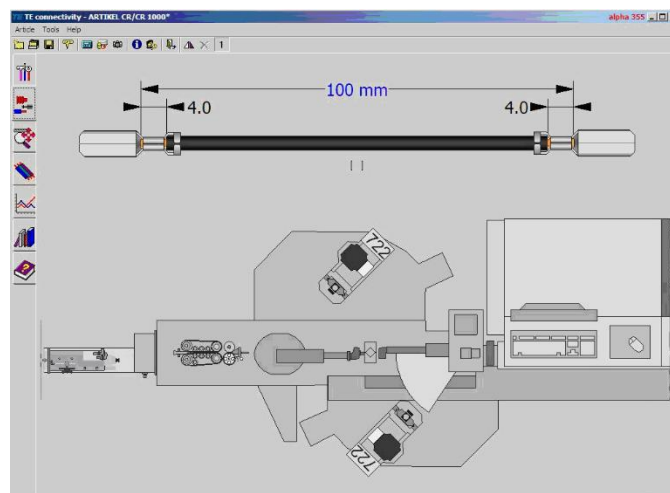 TE connectivity - ARTIKEL CR/CR 1000*
alpha 355
Article Tools Help
1
100 mm
4.0
4.0
722
722